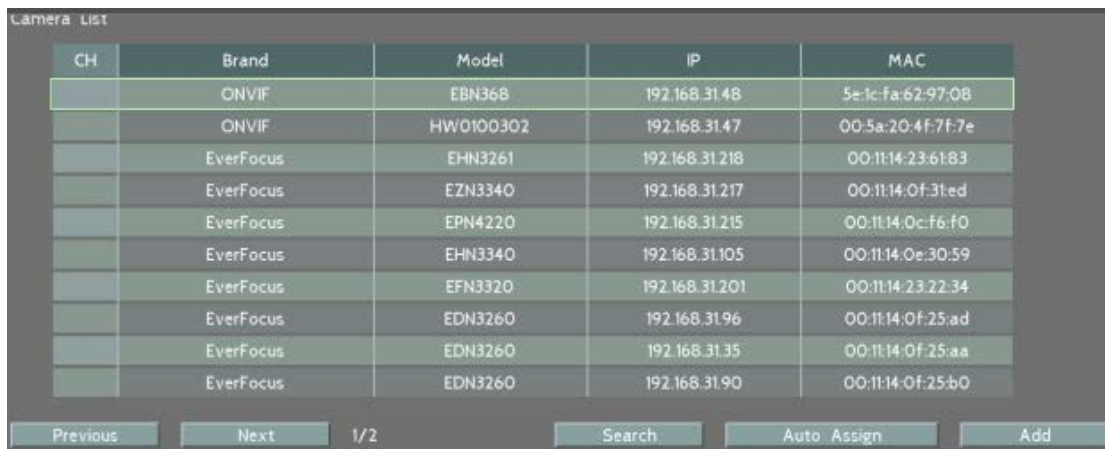 Camera List
CH Brand Model IP MAC
ONVIF EBN368 192.168.31.48 5e:1c:fa:62:97:08
ONVIF HW0100302 192.168.31.47 00:5a:20:4f:7f:7e
EverFocus EHN3261 192.168.31.218 00:11:14:23:61:83
EverFocus EZN3340 192.168.31.217 00:11:14:0f:31:ed
EverFocus EPN4220 192.168.31.215 00:11:14:0c:f6:f0
EverFocus EHN3340 192.168.31.105 00:11:14:0e:30:59
EverFocus EFN3320 192.168.31.201 00:11:14:23:22:34
EverFocus EDN3260 192.168.31.96 00:11:14:0f:25:ad
EverFocus EDN3260 192.168.31.35 00:11:14:0f:25:aa
EverFocus EDN3260 192.168.31.90 00:11:14:0f:25:b0
Previous Next 1/2 Search Auto Assign Add